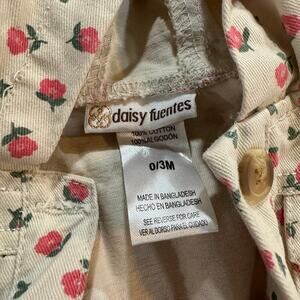 daisy fuentes
100% COTTON
100% ALGODÓN
0/3M
MADE IN BANGLADESH
HECHO EN BANGLADESH
SEE REVERSE FOR CARE
VER AL DORSO PARA EL CUIDADO